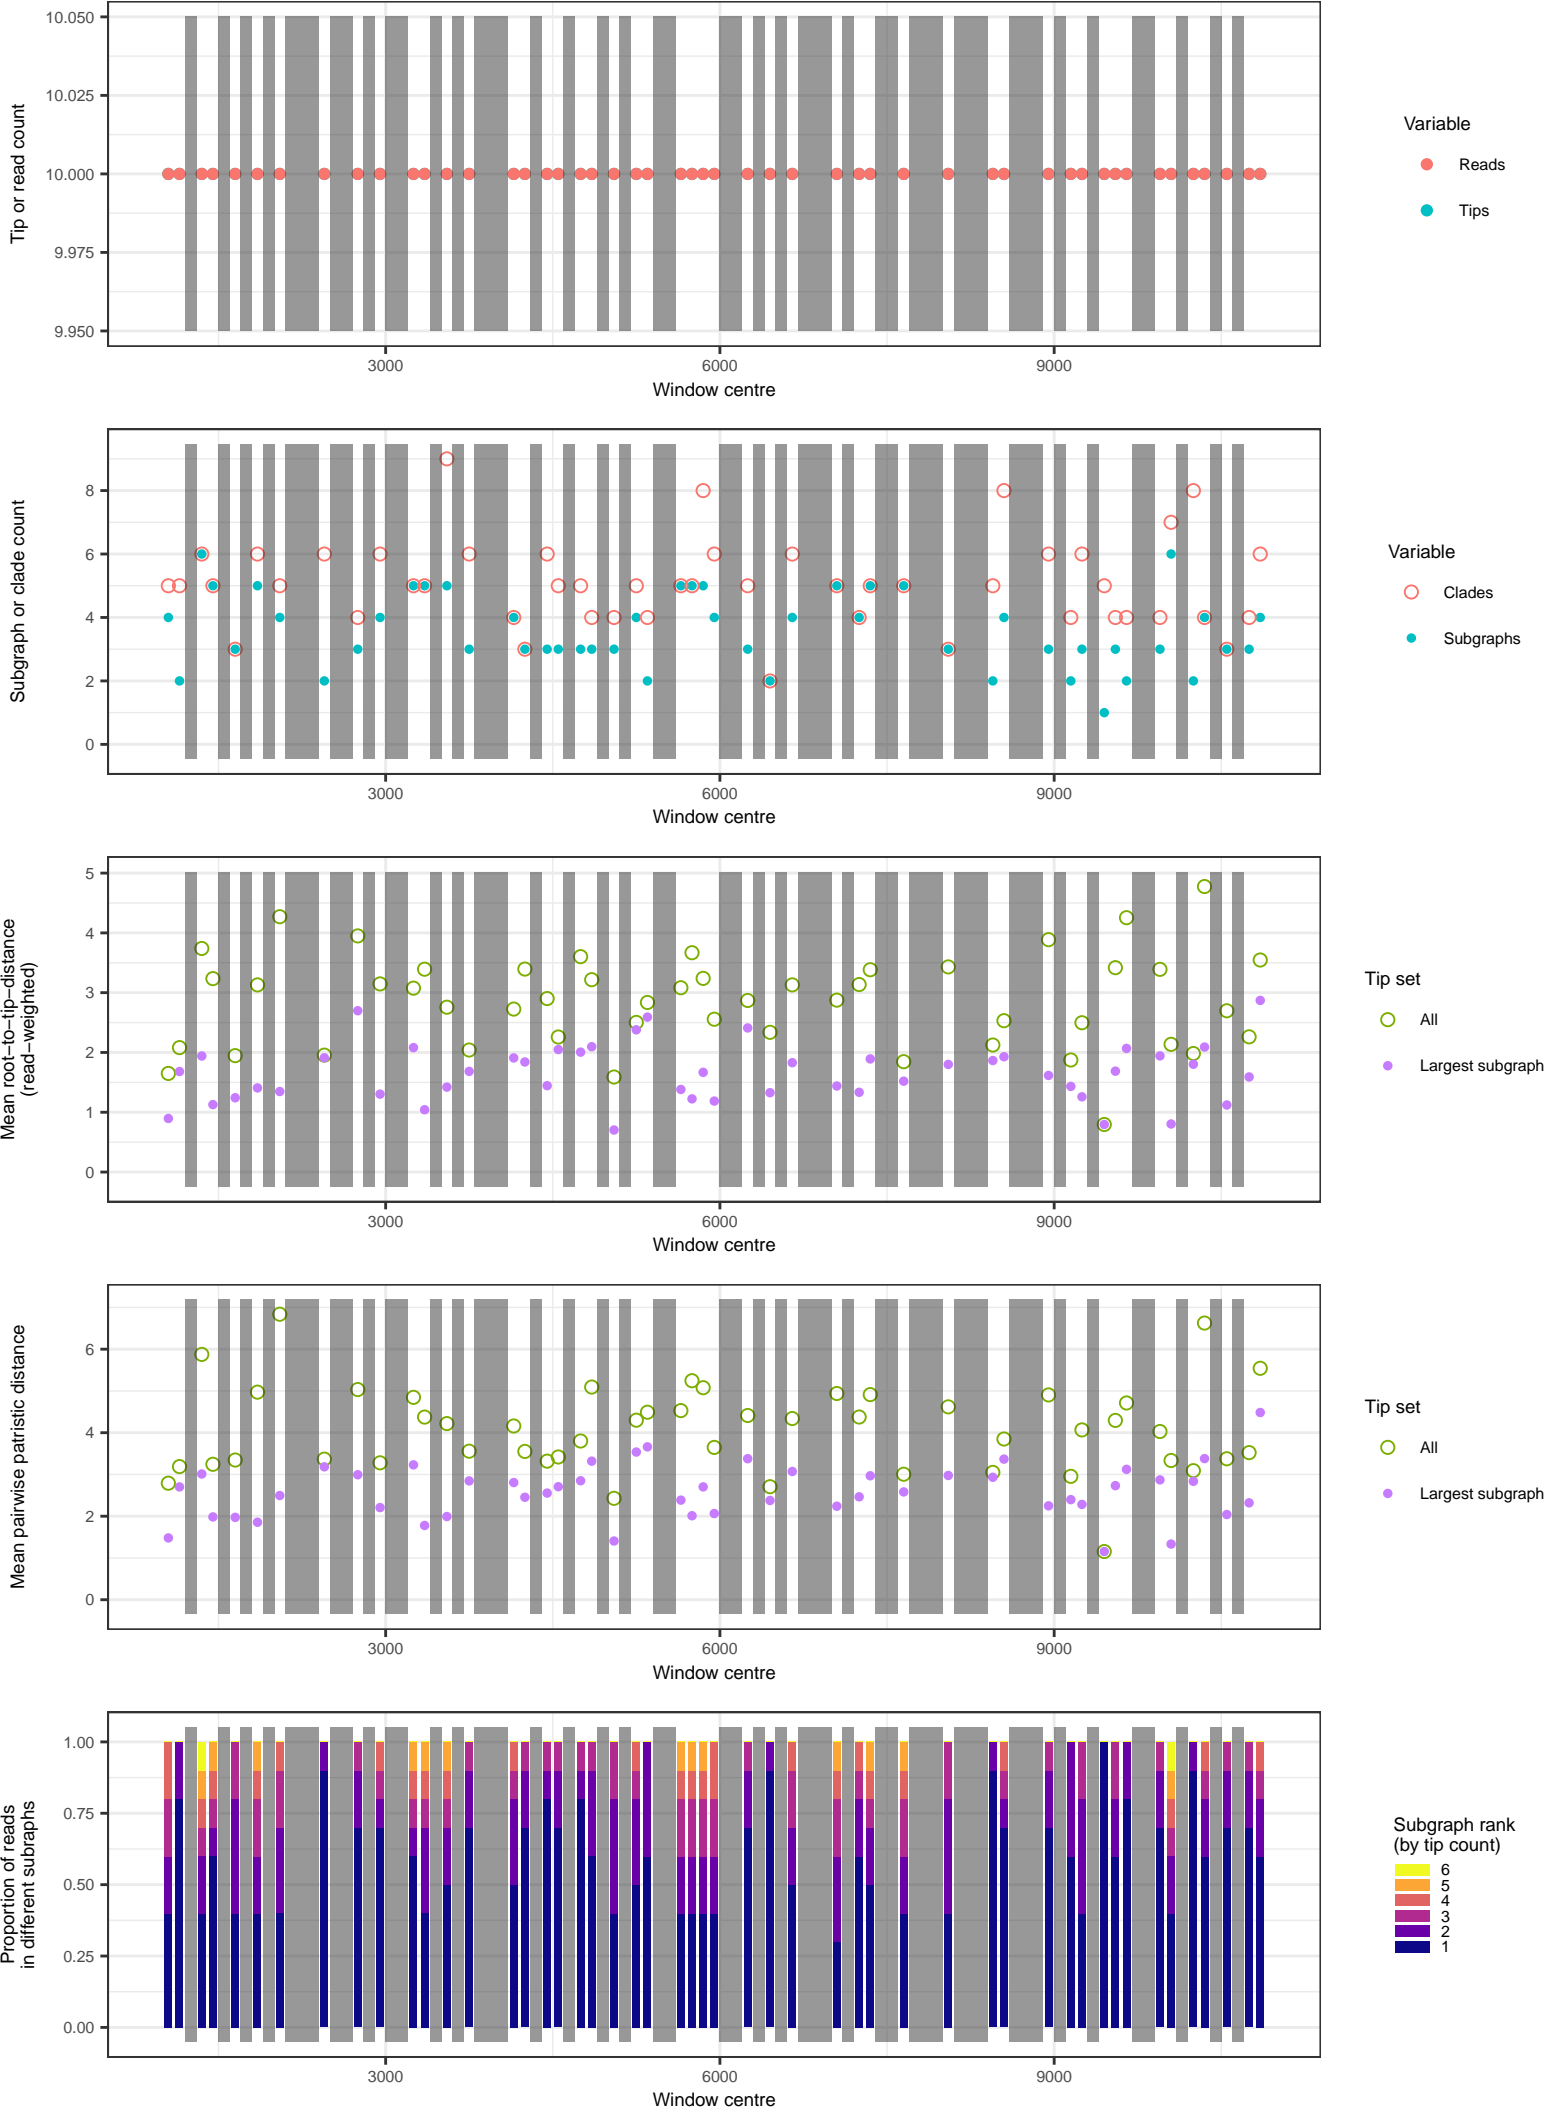 10.050
10.025
10.000
9.975
9.950
Tip or read count
3000
6000
9000
Window centre
Variable
Reads
Tips
8
6
4
2
0
Subgraph or clade count
3000
6000
9000
Window centre
Variable
Clades
Subgraphs
5
4
3
2
1
0
Mean root−to−tip−distance
(read−weighted)
3000
6000
9000
Window centre
Tip set
All
Largest subgraph
6
4
2
0
Mean pairwise patristic distance
3000
6000
9000
Window centre
Tip set
All
Largest subgraph
1.00
0.75
0.50
0.25
0.00
Proportion of reads
in different subraphs
3000
6000
9000
Window centre
Subgraph rank
(by tip count)
6
5
4
3
2
1